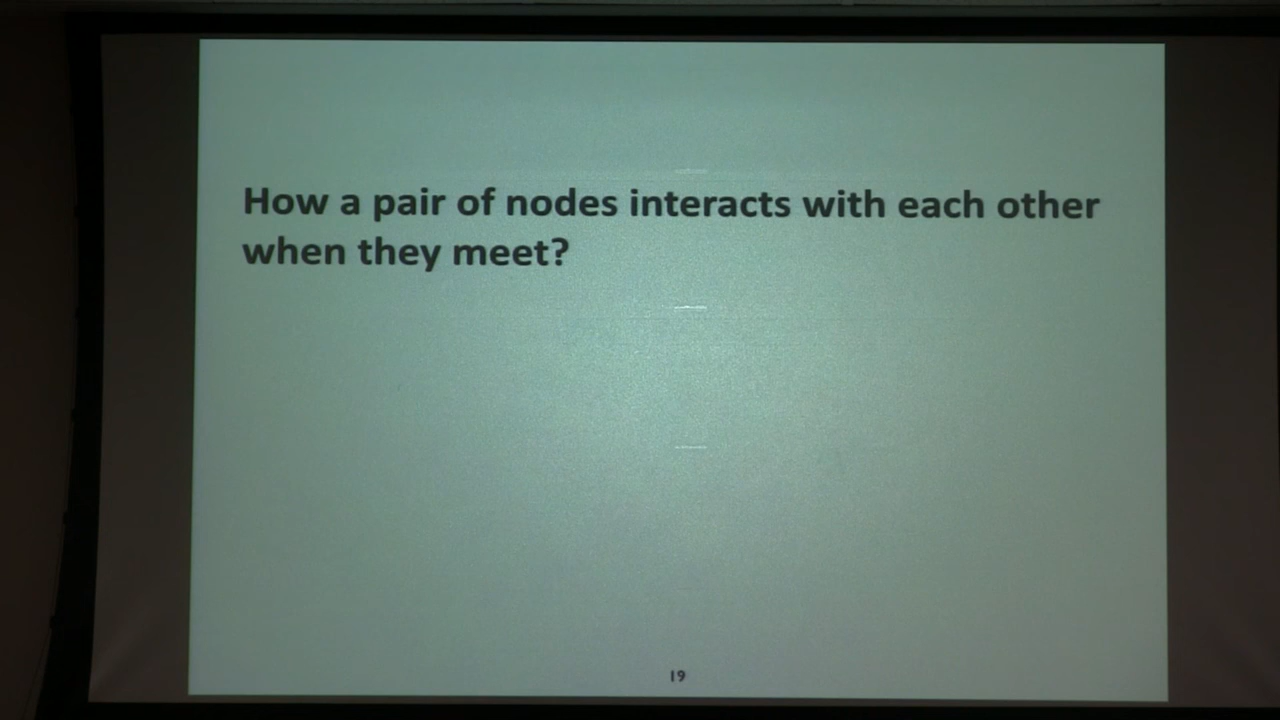 How a pair of nodes interacts with each other
when they meet?
19